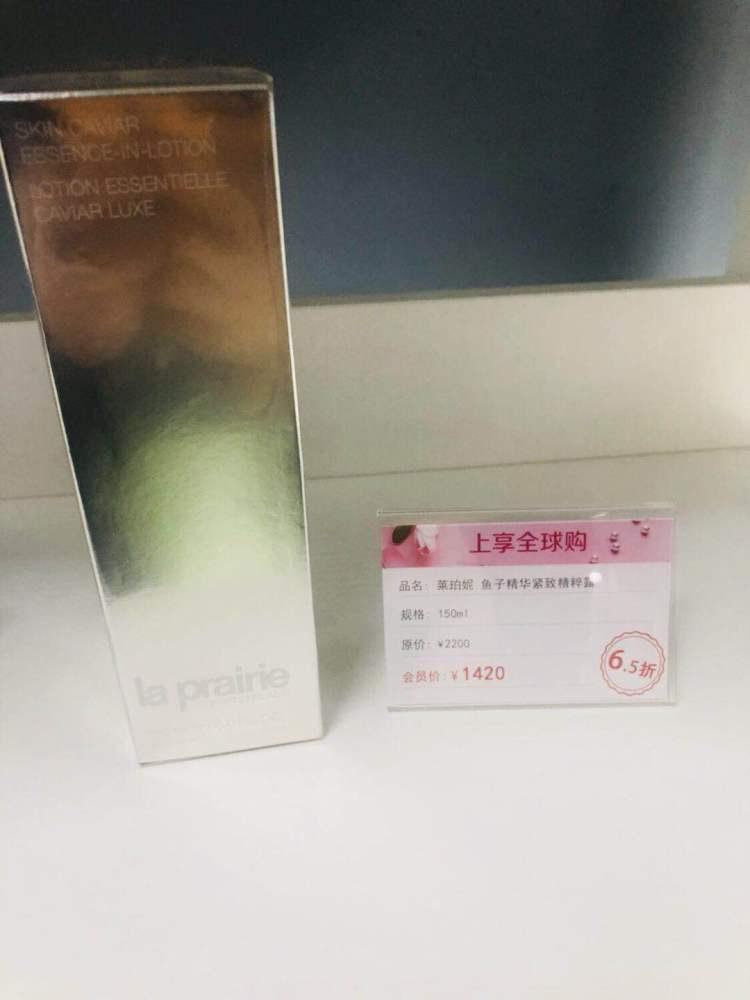 SKIN CAVIAR
ESSENCE-IN-LOTION
LOTION ESSENTIELLE
CAVIAR LUXE
la prairie
上享全球购
品名: 莱珀妮 鱼子精华紧致精粹露
规格: 150ml
原价: ¥2200
会员价: ¥1420
6.5折